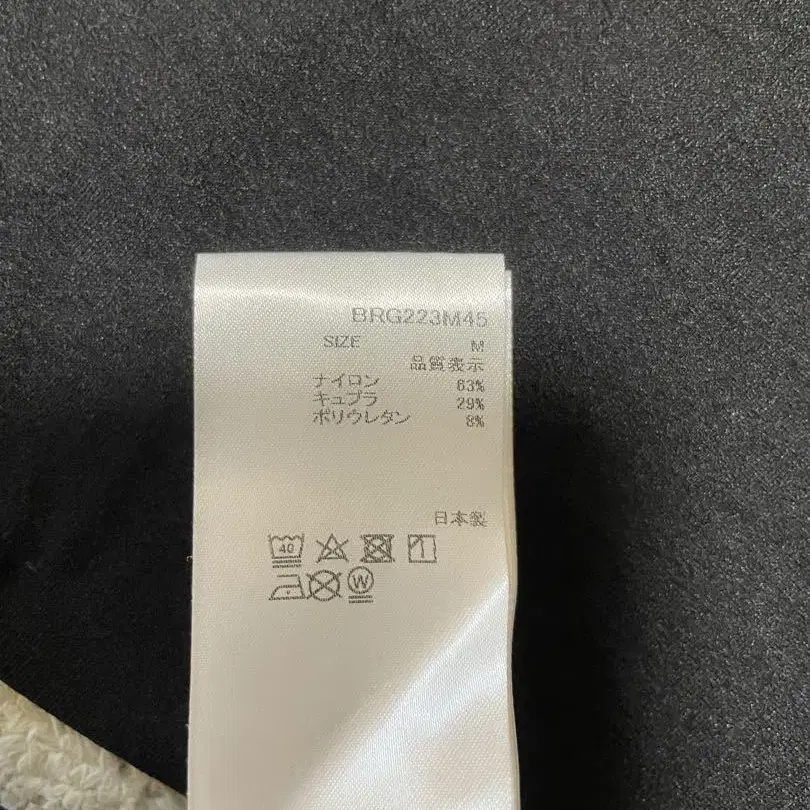 BRG223M45
SIZE M
品質表示
ナイロン 63%
キュプラ 29%
ポリウレタン 8%
日本製
40
W